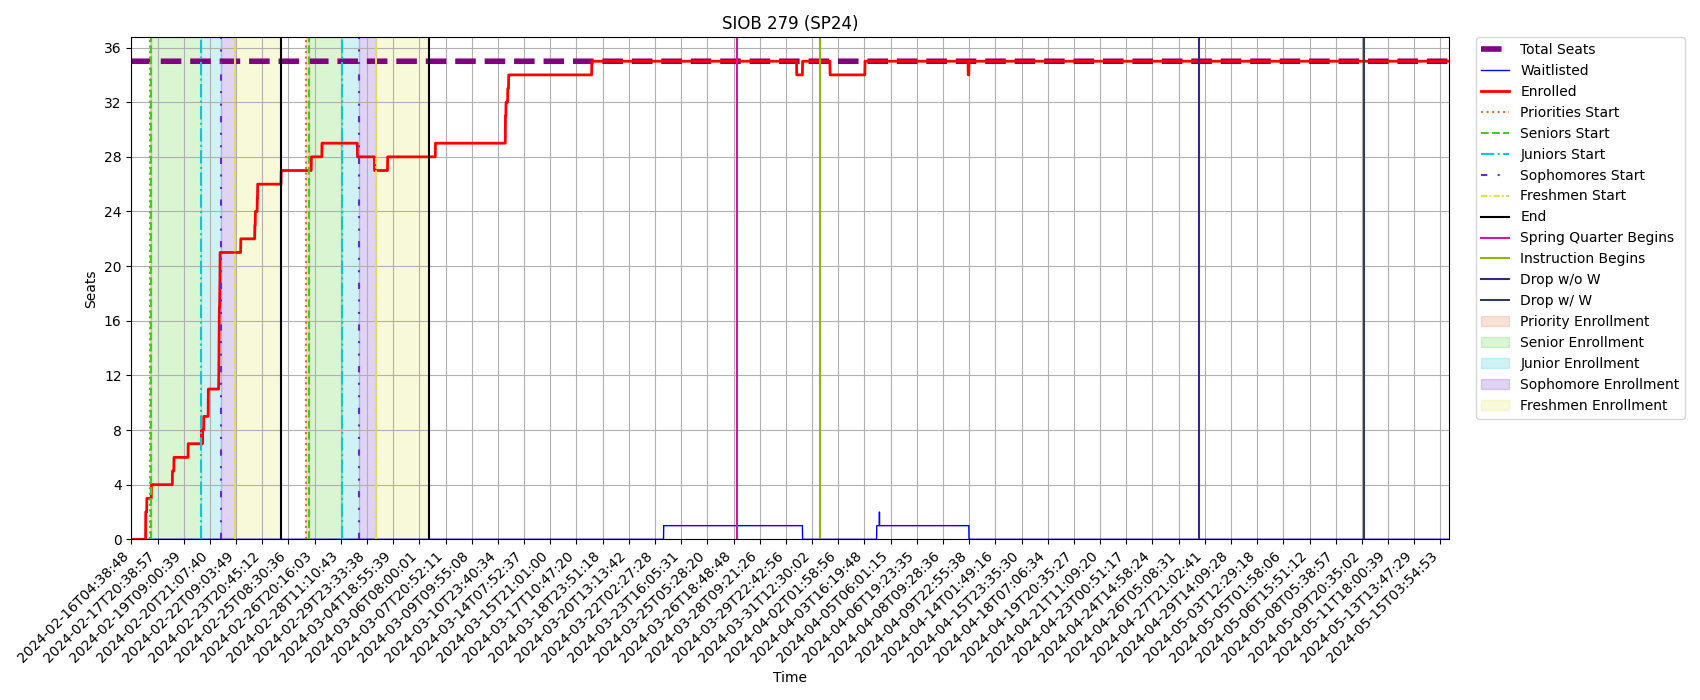 SIOB 279 (SP24)
Seats
36
32
28
24
20
16
12
8
4
0
2024-02-16T04:38:48
2024-02-17T20:38:57
2024-02-19T09:00:39
2024-02-20T21:07:40
2024-02-22T09:03:49
2024-02-23T20:45:12
2024-02-25T08:30:36
2024-02-26T20:16:03
2024-02-28T11:10:43
2024-02-29T23:33:38
2024-03-04T18:55:39
2024-03-06T08:00:01
2024-03-07T20:52:11
2024-03-09T09:55:08
2024-03-10T23:40:34
2024-03-14T07:52:37
2024-03-15T21:01:00
2024-03-17T10:47:20
2024-03-18T23:51:18
2024-03-20T13:13:42
2024-03-22T02:27:28
2024-03-23T16:05:31
2024-03-25T05:28:20
2024-03-26T18:48:48
2024-03-28T09:21:26
2024-03-29T22:42:56
2024-03-31T12:30:02
2024-04-02T01:58:56
2024-04-03T16:19:48
2024-04-05T06:01:15
2024-04-06T19:23:35
2024-04-08T09:28:36
2024-04-09T22:55:38
2024-04-14T01:49:16
2024-04-15T23:35:30
2024-04-18T07:06:34
2024-04-19T20:35:27
2024-04-21T11:09:20
2024-04-23T00:51:17
2024-04-24T14:58:24
2024-04-26T05:08:31
2024-04-27T21:02:41
2024-04-29T14:09:28
2024-05-03T12:29:18
2024-05-05T01:58:06
2024-05-06T15:51:12
2024-05-08T05:38:57
2024-05-09T20:35:02
2024-05-11T18:00:39
2024-05-13T13:47:29
2024-05-15T03:54:53
Time
Total Seats
Waitlisted
Enrolled
Priorities Start
Seniors Start
Juniors Start
Sophomores Start
Freshmen Start
End
Spring Quarter Begins
Instruction Begins
Drop w/o W
Drop w/ W
Priority Enrollment
Senior Enrollment
Junior Enrollment
Sophomore Enrollment
Freshmen Enrollment